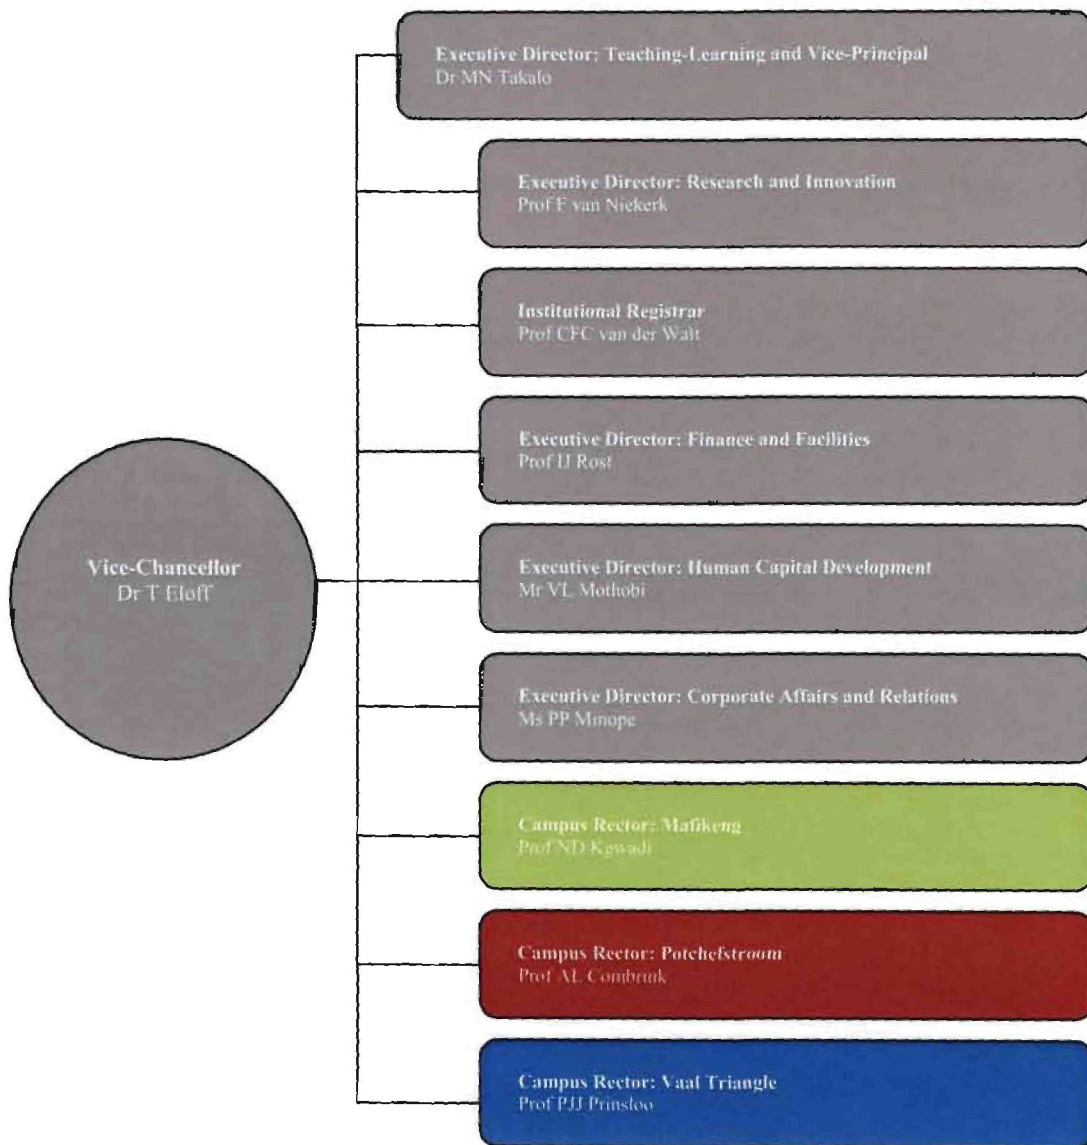 Executive Director: Teaching-Learning and Vice-Principal
Dr MN Takalo
Executive Director: Research and Innovation
Prof F van Niekerk
Institutional Registrar
Prof CFC van der Walt
Executive Director: Finance and Facilities
Prof IJ Rost
Vice-Chancellor
Dr T Eloff
Executive Director: Human Capital Development
Mr VL Mothobi
Executive Director: Corporate Affairs and Relations
Ms PP Mmope
Campus Rector: Mafikeng
Prof ND Kawadi
Campus Rector: Potchefstroom
Prof AL Combrink
Campus Rector: Vaal Triangle
Prof PJJ Prinsloo